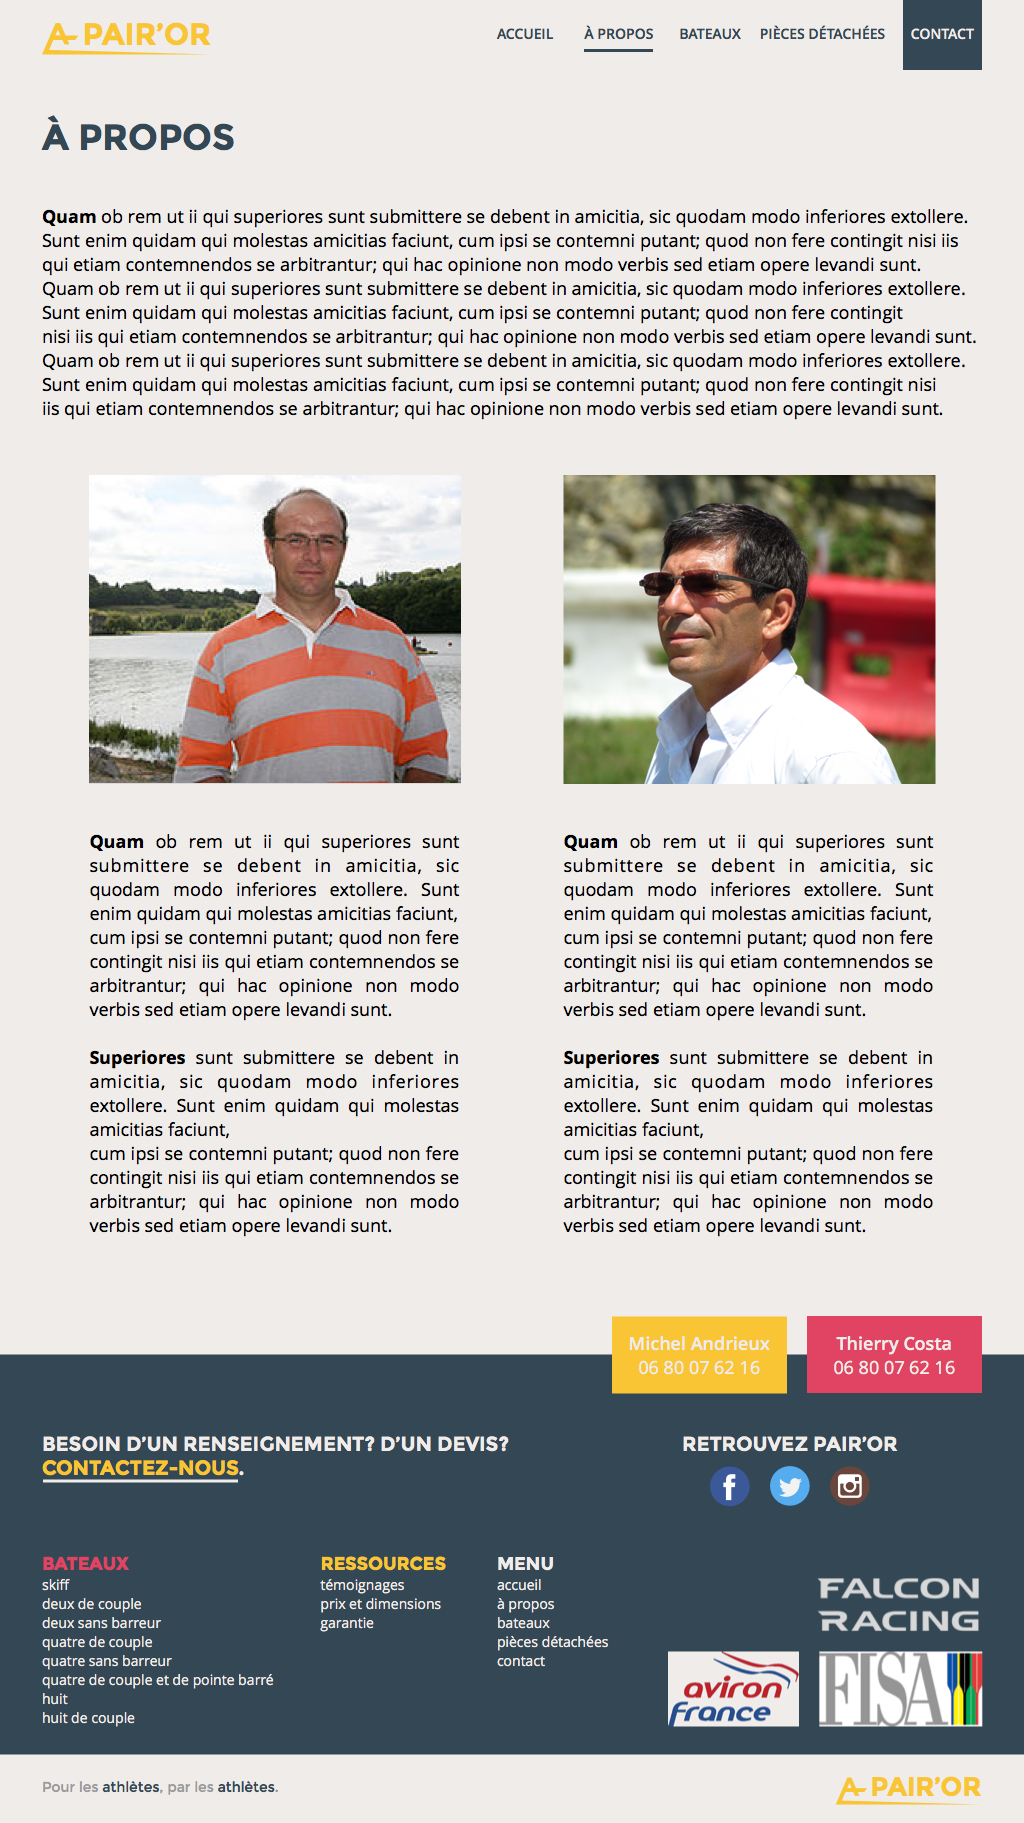 PAIR'OR
ACCUEIL À PROPOS BATEAUX PIÈCES DÉTACHÉES CONTACT
À PROPOS
Quam ob rem ut ii qui superiores sunt submittere se debent in amicitia, sic quodam modo inferiores extollere.
Sunt enim quidam qui molestas amicitias faciunt, cum ipsi se contemni putant; quod non fere contingit nisi iis
qui etiam contemnendos se arbitrantur; qui hac opinione non modo verbis sed etiam opere levandi sunt.
Quam ob rem ut ii qui superiores sunt submittere se debent in amicitia, sic quodam modo inferiores extollere.
Sunt enim quidam qui molestas amicitias faciunt, cum ipsi se contemni putant; quod non fere contingit
nisi iis qui etiam contemnendos se arbitrantur; qui hac opinione non modo verbis sed etiam opere levandi sunt.
Quam ob rem ut ii qui superiores sunt submittere se debent in amicitia, sic quodam modo inferiores extollere.
Sunt enim quidam qui molestas amicitias faciunt, cum ipsi se contemni putant; quod non fere contingit nisi
iis qui etiam contemnendos se arbitrantur; qui hac opinione non modo verbis sed etiam opere levandi sunt.
Quam ob rem ut ii qui superiores sunt
submittere se debent in amicitia, sic
quodam modo inferiores extollere. Sunt
enim quidam qui molestas amicitias faciunt,
cum ipsi se contemni putant; quod non fere
contingit nisi iis qui etiam contemnendos se
arbitrantur; qui hac opinione non modo
verbis sed etiam opere levandi sunt.
Superiores sunt submittere se debent in
amicitia, sic quodam modo inferiores
extollere. Sunt enim quidam qui molestas
amicitias faciunt,
cum ipsi se contemni putant; quod non fere
contingit nisi iis qui etiam contemnendos se
arbitrantur; qui hac opinione non modo
verbis sed etiam opere levandi sunt.
Quam ob rem ut ii qui superiores sunt
submittere se debent in amicitia, sic
quodam modo inferiores extollere. Sunt
enim quidam qui molestas amicitias faciunt,
cum ipsi se contemni putant; quod non fere
contingit nisi iis qui etiam contemnendos se
arbitrantur; qui hac opinione non modo
verbis sed etiam opere levandi sunt.
Superiores sunt submittere se debent in
amicitia, sic quodam modo inferiores
extollere. Sunt enim quidam qui molestas
amicitias faciunt,
cum ipsi se contemni putant; quod non fere
contingit nisi iis qui etiam contemnendos se
arbitrantur; qui hac opinione non modo
verbis sed etiam opere levandi sunt.
Michel Andrieux
06 80 07 62 16
Thierry Costa
06 80 07 62 16
BESOIN D'UN RENSEIGNEMENT? D'UN DEVIS?
CONTACTEZ-NOUS.
RETROUVEZ PAIR'OR
BATEAUX
skiff
deux de couple
deux sans barreur
quatre de couple
quatre sans barreur
quatre de couple et de pointe barré
huit
huit de couple
RESSOURCES
témoignages
prix et dimensions
garantie
MENU
accueil
à propos
bateaux
pièces détachées
contact
FALCON
RACING
aviron
france
FISA
Pour les athlètes, par les athlètes.
PAIR'OR